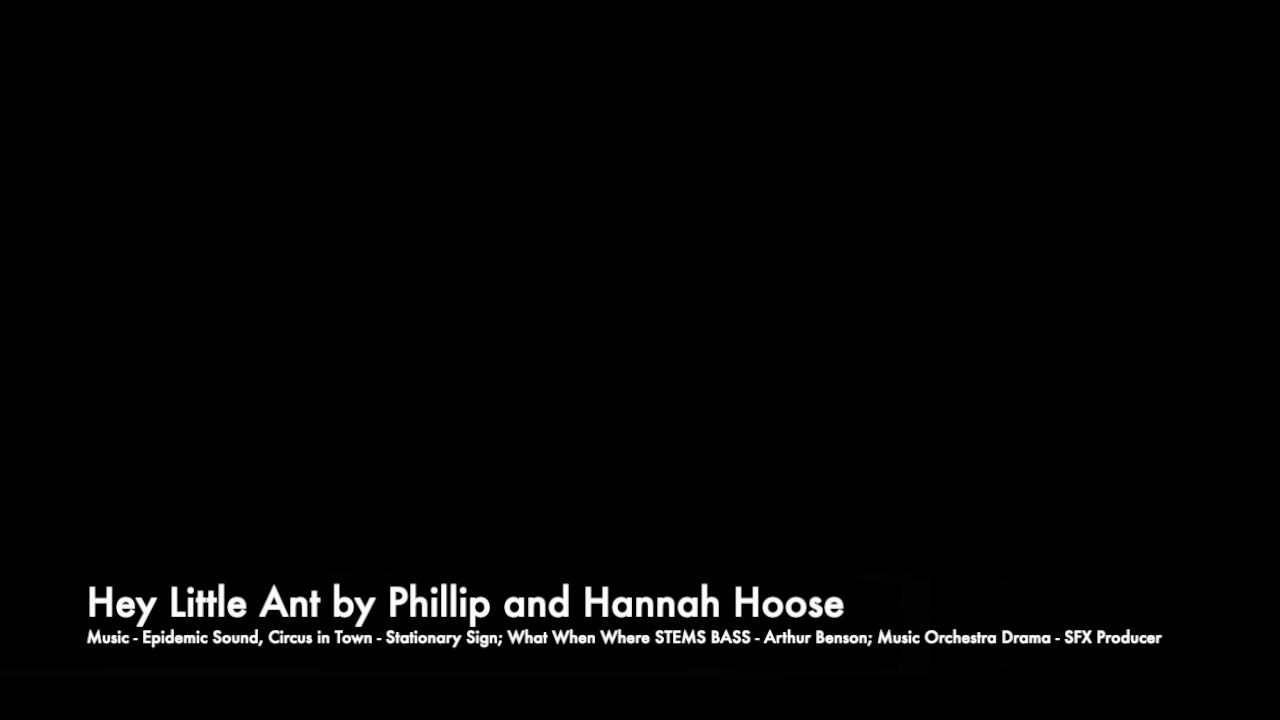 Hey Little Ant by Phillip and Hannah Hoose
Music - Epidemic Sound, Circus in Town - Stationary Sign; What When Where STEMS BASS - Arthur Benson; Music Orchestra Drama - SFX Producer